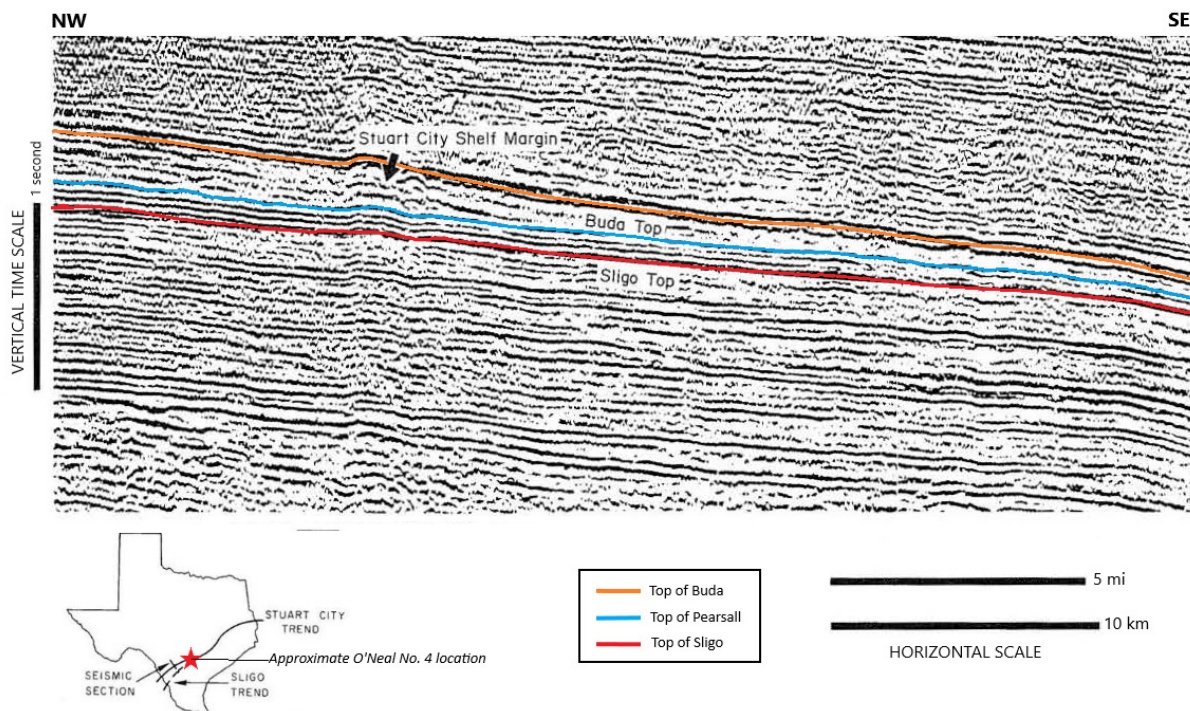 NW
SE
Stuart City Shelf Margin
1 second
VERTICAL TIME SCALE
Buda Top
Sligo Top
STUART CITY
TREND
Approximate O'Neal No. 4 location
SEISMIC
SECTION
SLIGO
TREND
Top of Buda
Top of Pearsall
Top of Sligo
5 mi
10 km
HORIZONTAL SCALE